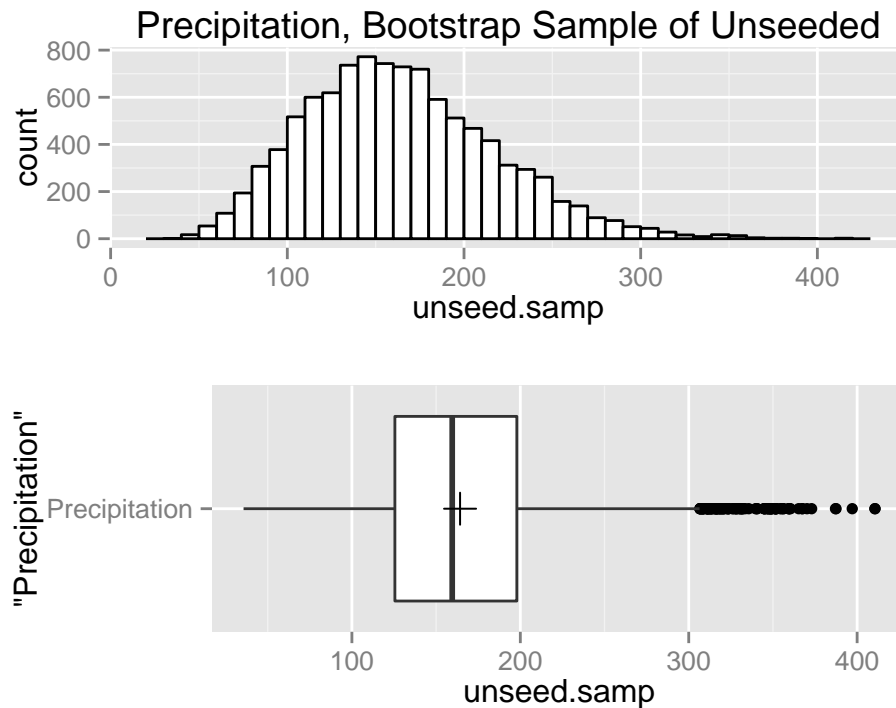 Precipitation, Bootstrap Sample of Unseeded
800
600
400
200
0
count
0 100 200 300 400
unseed.samp
"Precipitation"
Precipitation
100 200 300 400
unseed.samp